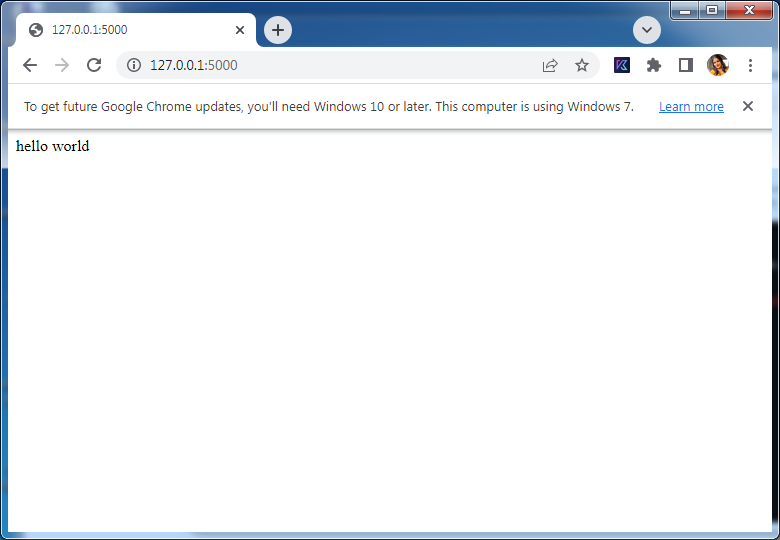 127.0.0.1:5000
127.0.0.1:5000
To get future Google Chrome updates, you'll need Windows 10 or later. This computer is using Windows 7. Learn more
hello world